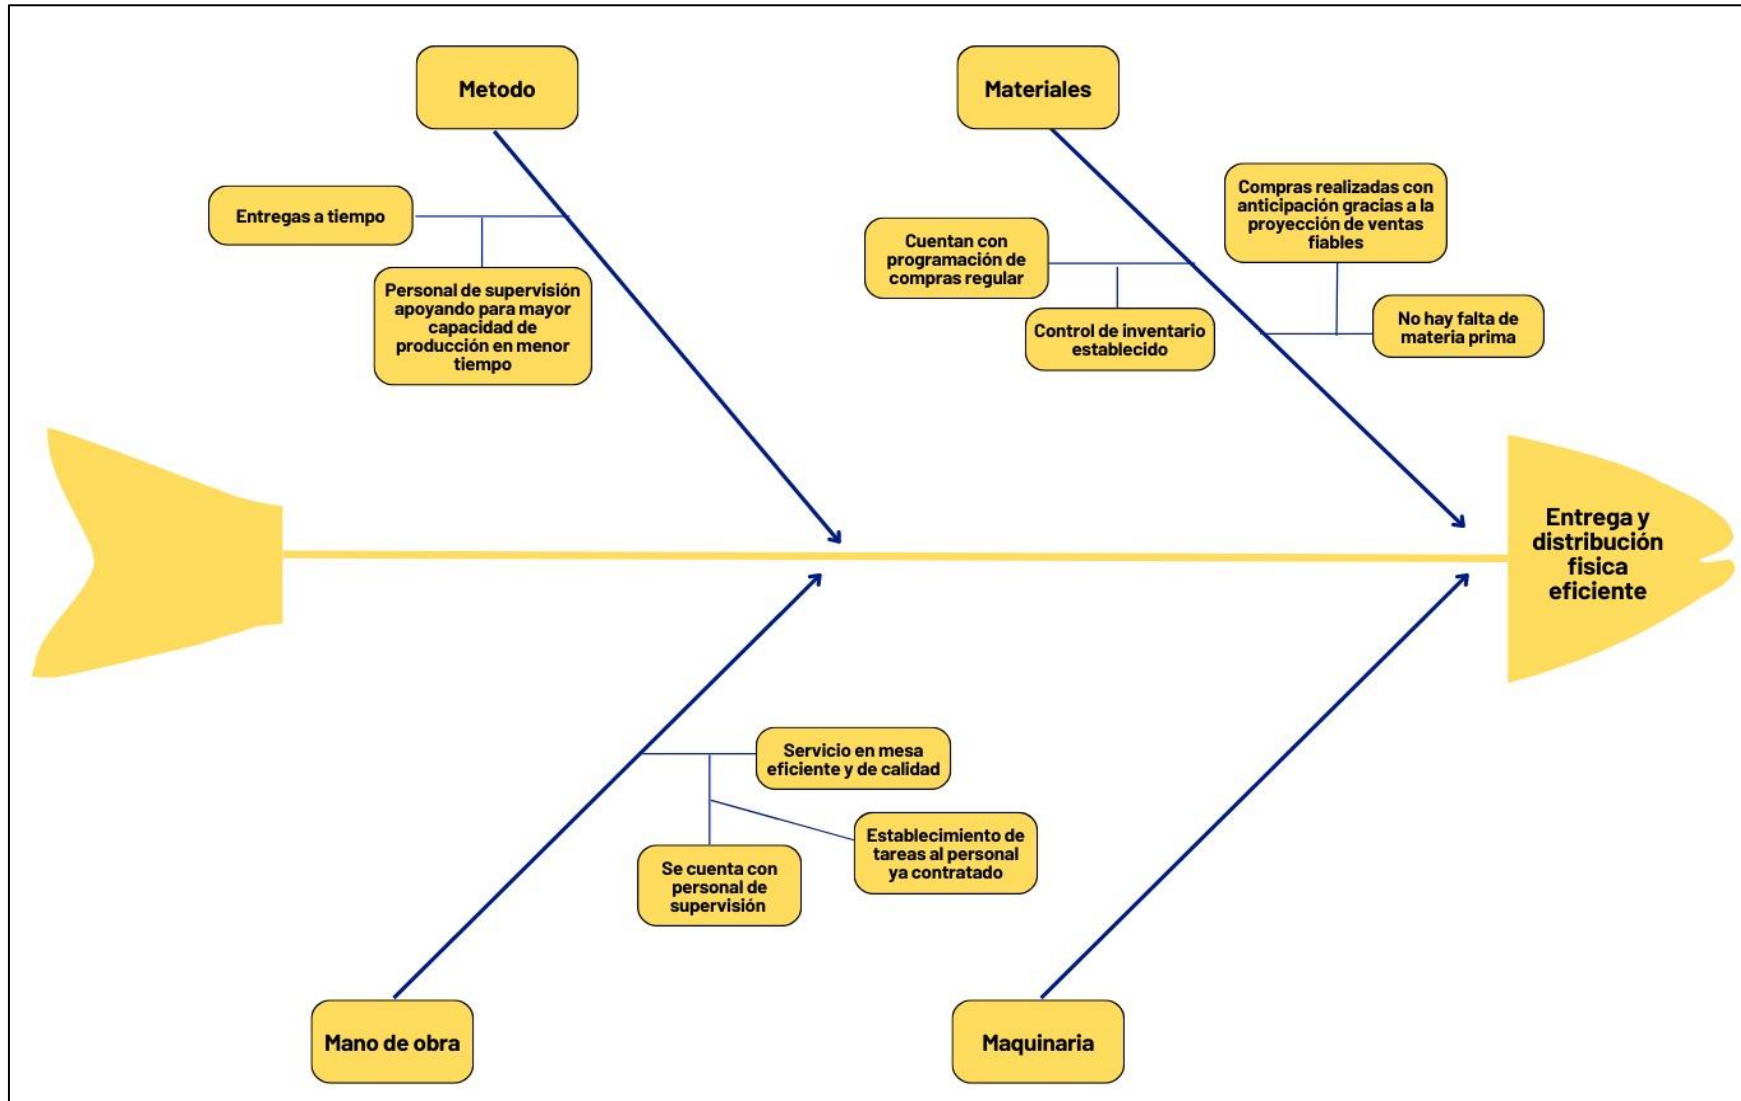 Metodo
Materiales
Entregas a tiempo
Personal de supervisión
apoyando para mayor
capacidad de
producción en menor
tiempo
Cuentan con
programación de
compras regular
Control de inventario
establecido
Compras realizadas con
anticipación gracias a la
proyección de ventas
fiables
No hay falta de
materia prima
Entrega y
distribución
fisica
eficiente
Servicio en mesa
eficiente y de calidad
Establecimiento de
tareas al personal
ya contratado
Se cuenta con
personal de
supervisión
Mano de obra
Maquinaria